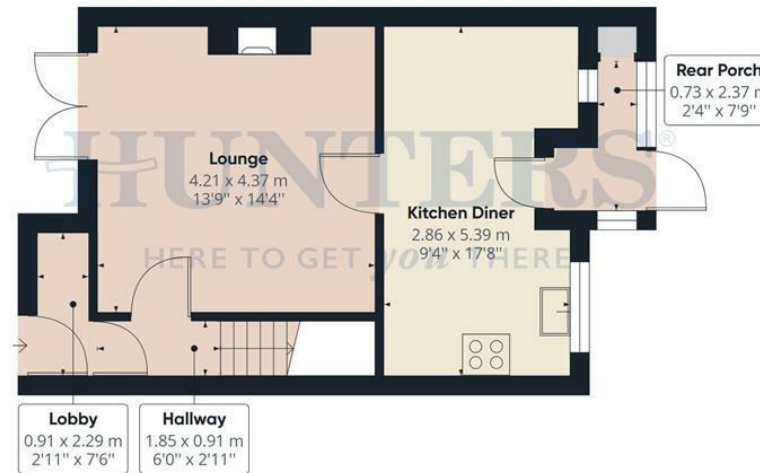 Rear Porch
0.73 x 2.37 m
2'4" x 7'9"
HUNTERS®
Lounge
4.21 x 4.37 m
13'9" x 14'4"
Kitchen Diner
2.86 x 5.39 m
9'4" x 17'8"
HERE TO GET you THERE
Lobby
0.91 x 2.29 m
2'11" x 7'6"
Hallway
1.85 x 0.91 m
6'0" x 2'11"